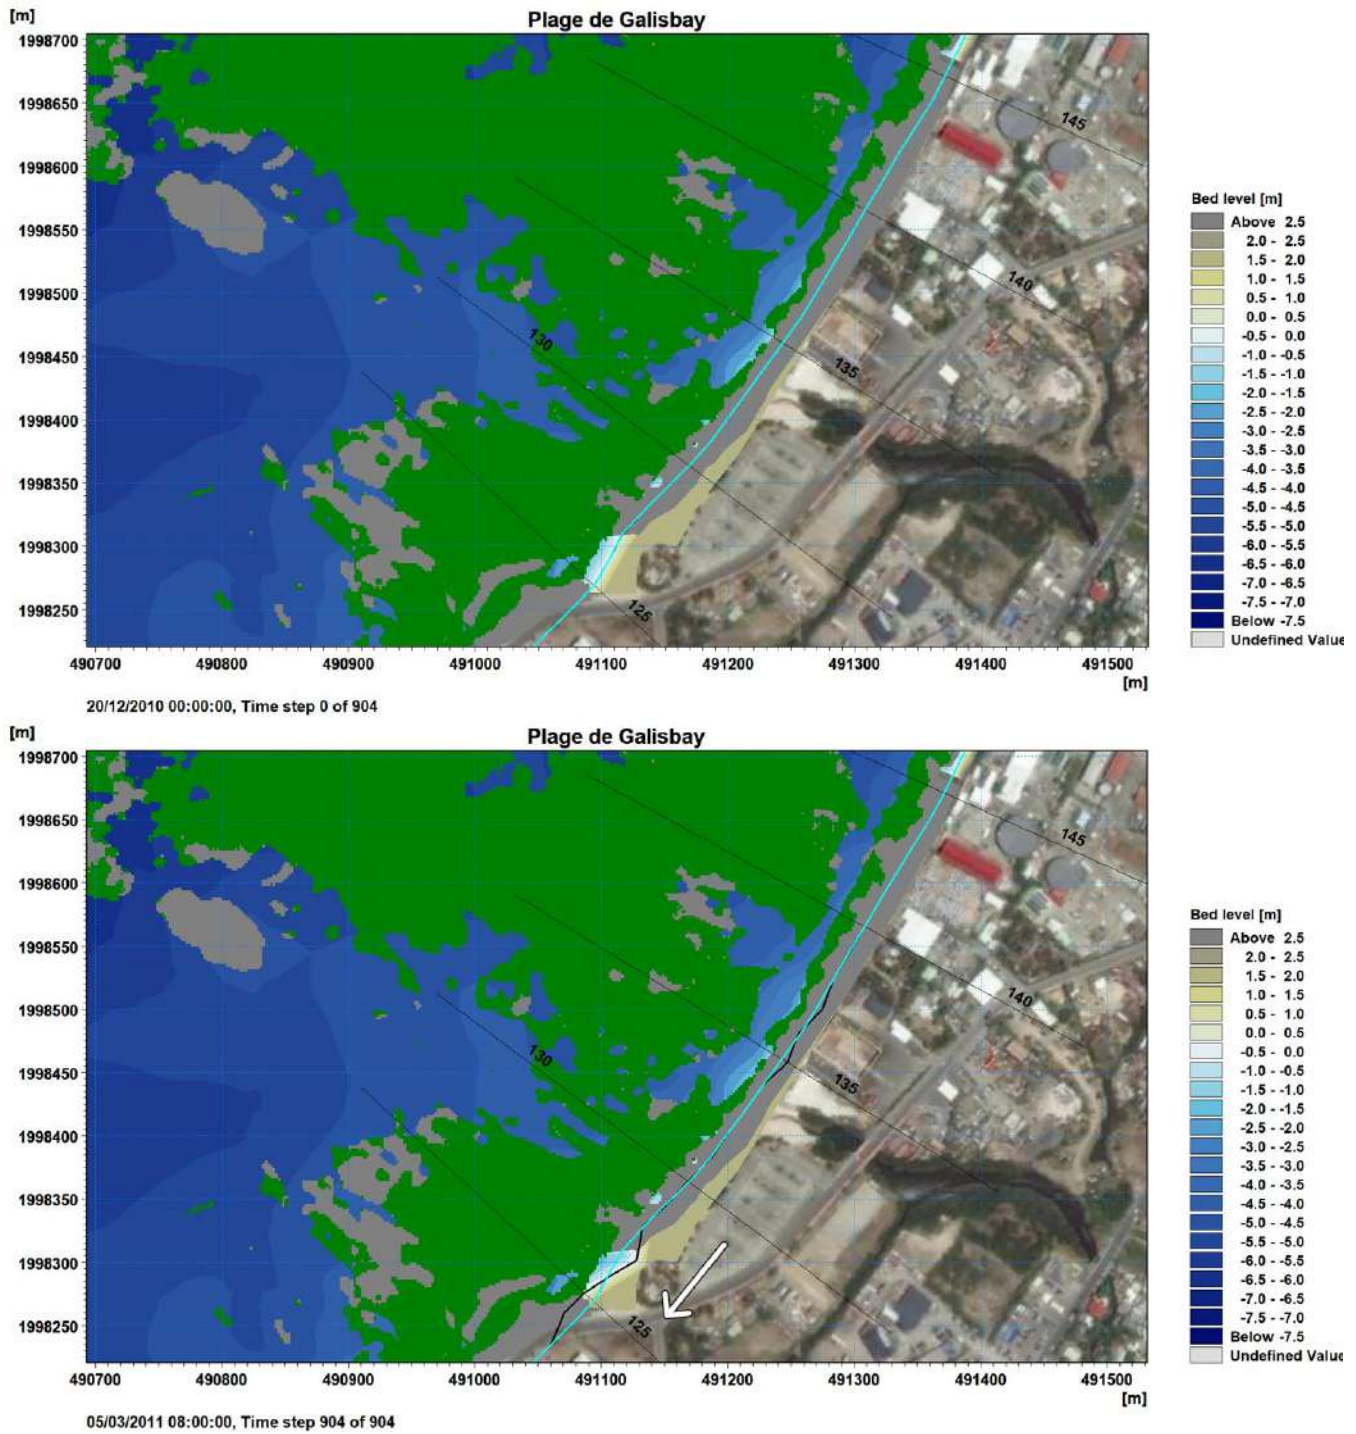 [m]
Plage de Galisbay
1998700
1998650
1998600
1998550
1998500
1998450
1998400
1998350
1998300
1998250
145
140
135
130
125
490700 490800 490900 491000 491100 491200 491300 491400 491500
[m]
Bed level [m]
Above 2.5
2.0 - 2.5
1.5 - 2.0
1.0 - 1.5
0.5 - 1.0
0.0 - 0.5
-0.5 - 0.0
-1.0 - -0.5
-1.5 - -1.0
-2.0 - -1.5
-2.5 - -2.0
-3.0 - -2.5
-3.5 - -3.0
-4.0 - -3.5
-4.5 - -4.0
-5.0 - -4.5
-5.5 - -5.0
-6.0 - -5.5
-6.5 - -6.0
-7.0 - -6.5
-7.5 - -7.0
Below -7.5
Undefined Value
20/12/2010 00:00:00, Time step 0 of 904
[m]
Plage de Galisbay
1998700
1998650
1998600
1998550
1998500
1998450
1998400
1998350
1998300
1998250
145
140
135
130
125
490700 490800 490900 491000 491100 491200 491300 491400 491500
[m]
Bed level [m]
Above 2.5
2.0 - 2.5
1.5 - 2.0
1.0 - 1.5
0.5 - 1.0
0.0 - 0.5
-0.5 - 0.0
-1.0 - -0.5
-1.5 - -1.0
-2.0 - -1.5
-2.5 - -2.0
-3.0 - -2.5
-3.5 - -3.0
-4.0 - -3.5
-4.5 - -4.0
-5.0 - -4.5
-5.5 - -5.0
-6.0 - -5.5
-6.5 - -6.0
-7.0 - -6.5
-7.5 - -7.0
Below -7.5
Undefined Value
05/03/2011 08:00:00, Time step 904 of 904